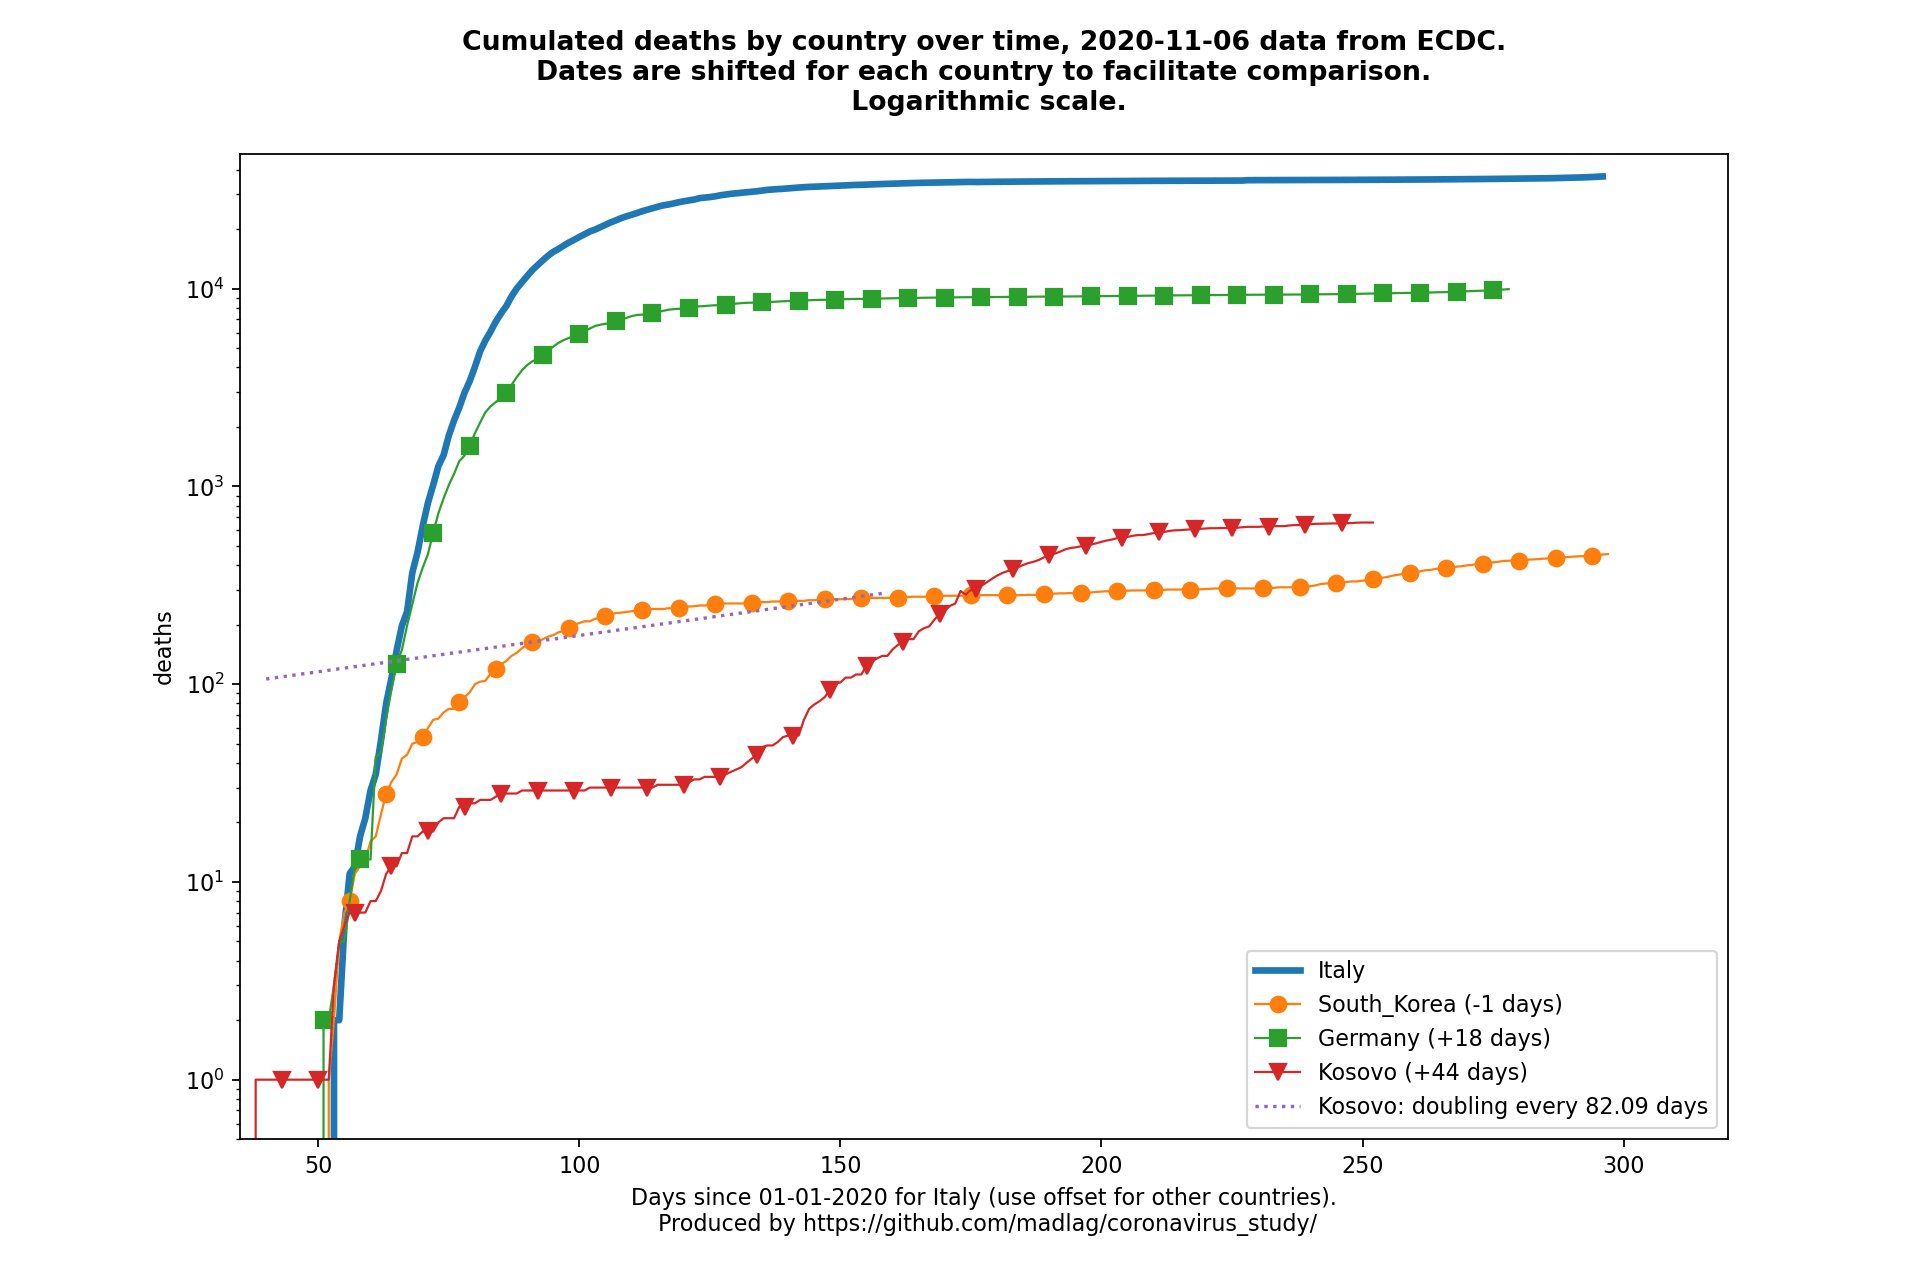 Cumulated deaths by country over time, 2020-11-06 data from ECDC.
Dates are shifted for each country to facilitate comparison.
Logarithmic scale.
deaths
10^4
10^3
10^2
10^1
10^0
50 100 150 200 250 300
Italy
South_Korea (-1 days)
Germany (+18 days)
Kosovo (+44 days)
Kosovo: doubling every 82.09 days
Days since 01-01-2020 for Italy (use offset for other countries).
Produced by https://github.com/madlag/coronavirus_study/